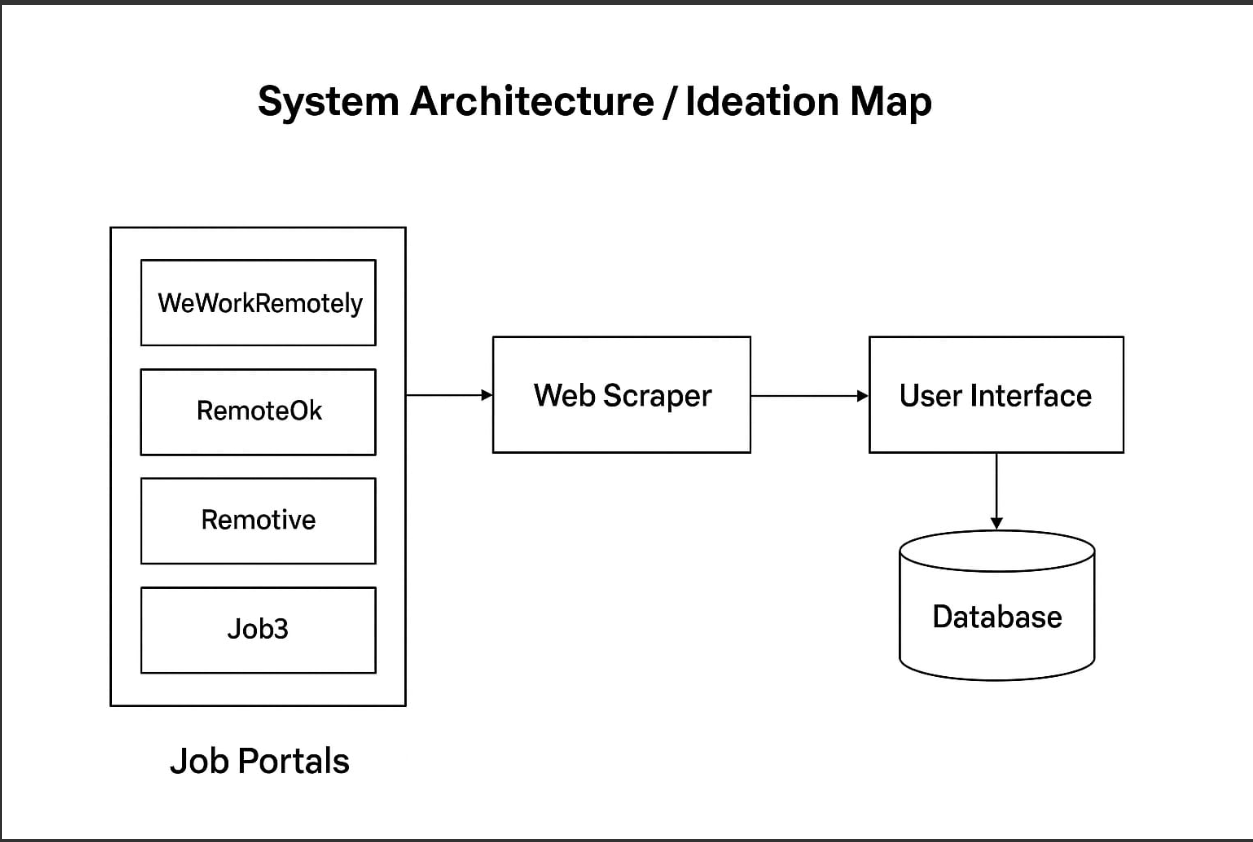 System Architecture / Ideation Map
WeWorkRemotely
RemoteOk
Remotive
Job3
Job Portals
Web Scraper
User Interface
Database